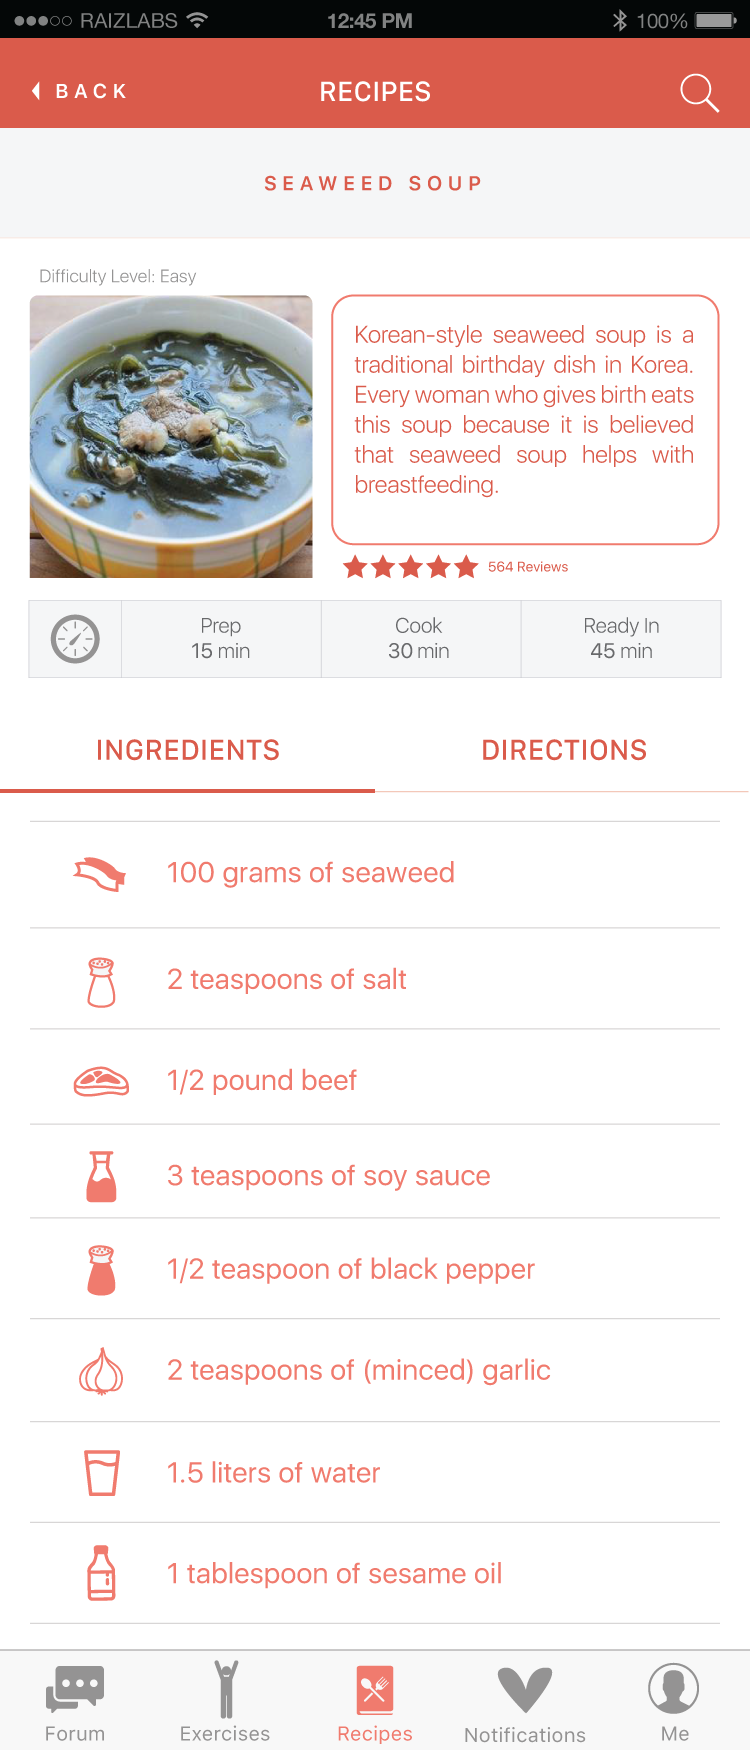 RAIZLABS 12:45 PM 100%
BACK RECIPES
SEAWEED SOUP
Difficulty Level: Easy
Korean-style seaweed soup is a
traditional birthday dish in Korea.
Every woman who gives birth eats
this soup because it is believed
that seaweed soup helps with
breastfeeding.
564 Reviews
Prep Cook Ready In
15 min 30 min 45 min
INGREDIENTS DIRECTIONS
100 grams of seaweed
2 teaspoons of salt
1/2 pound beef
3 teaspoons of soy sauce
1/2 teaspoon of black pepper
2 teaspoons of (minced) garlic
1.5 liters of water
1 tablespoon of sesame oil
Forum Exercises Recipes Notifications Me